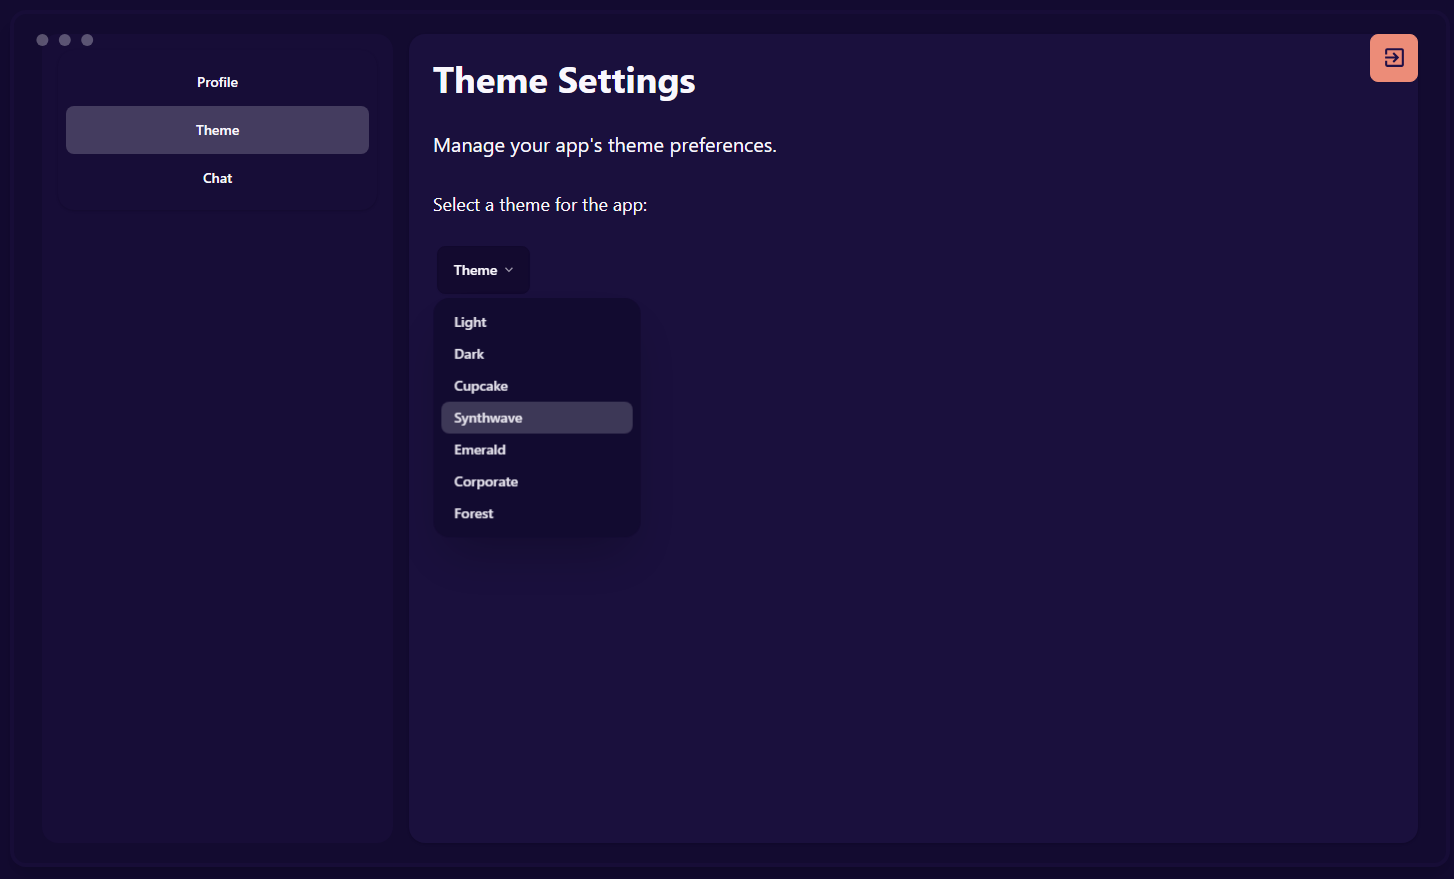 Profile
Theme
Chat
Theme Settings
Manage your app's theme preferences.
Select a theme for the app:
Theme
Light
Dark
Cupcake
Synthwave
Emerald
Corporate
Forest